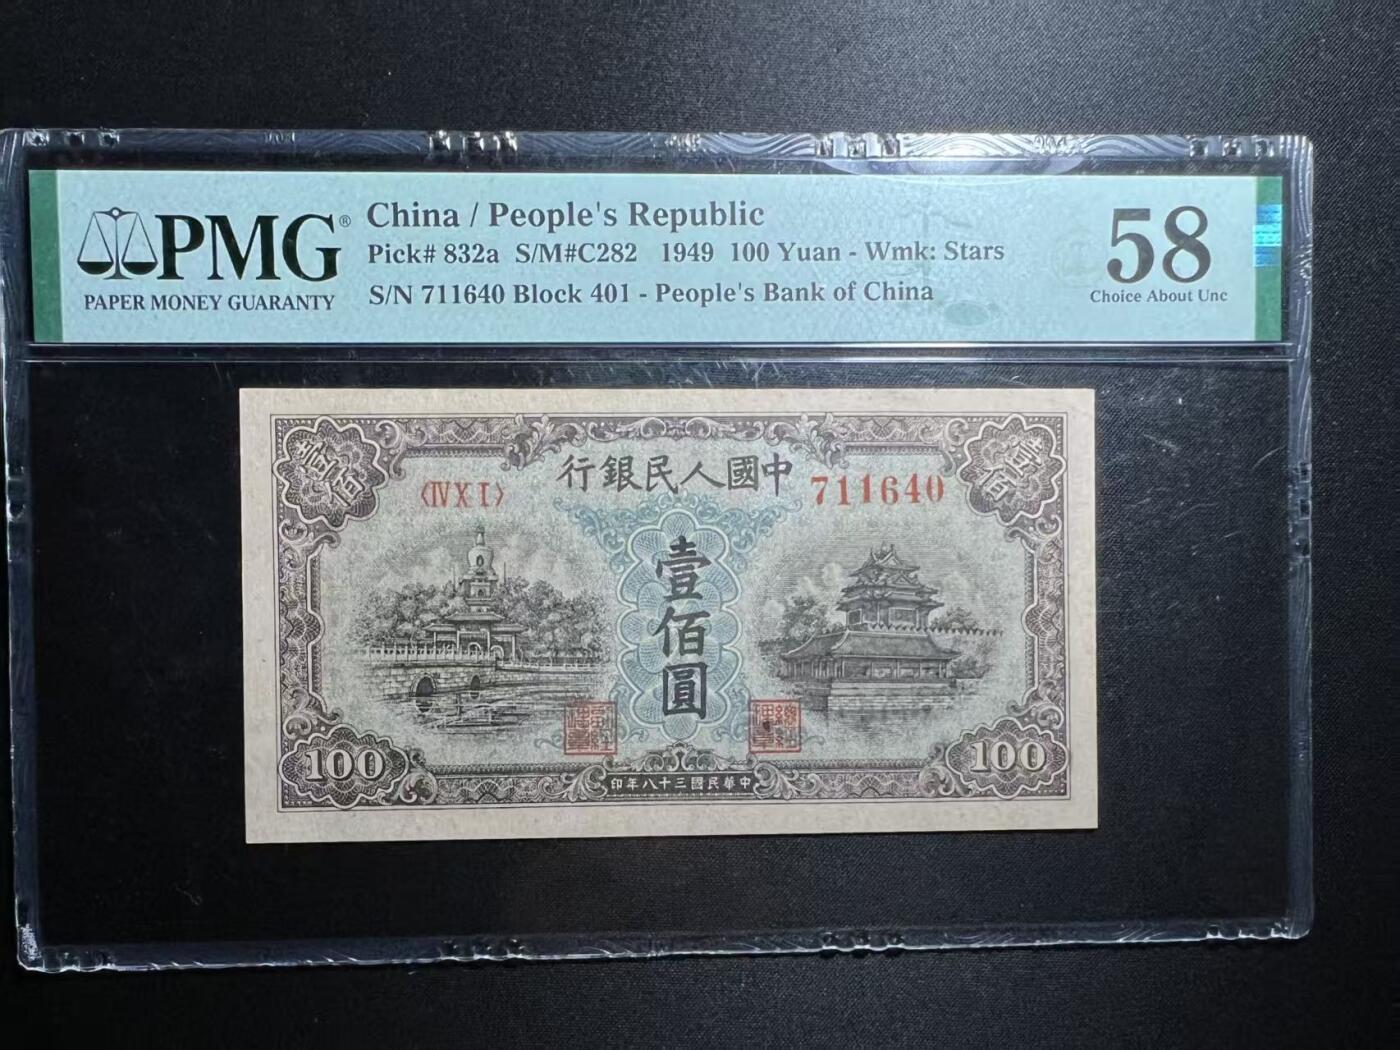 PMG®
PAPER MONEY GUARANTY
China / People's Republic
Pick# 832a S/M#C282 1949 100 Yuan - Wmk: Stars
S/N 711640 Block 401 - People's Bank of China
58
Choice About Unc
行銀民人國中
〈ⅣⅩⅠ〉
711640
壹佰
壹佰
壹佰圓
100
100
印年八十三國民華中